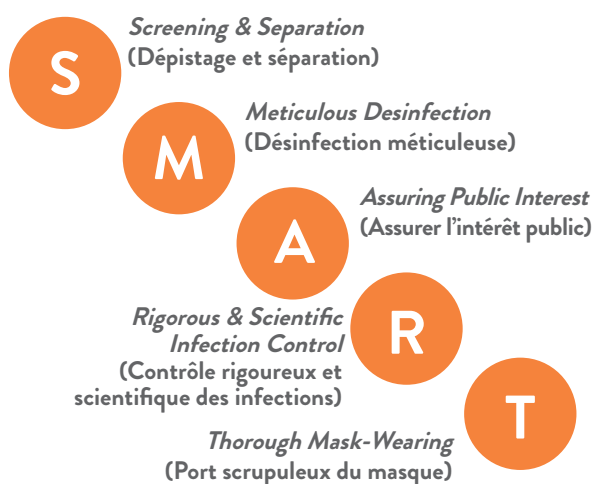 S
Screening & Separation
(Dépistage et séparation)
M
Meticulous Desinfection
(Désinfection méticuleuse)
A
Assuring Public Interest
(Assurer l'intérêt public)
Rigorous & Scientific
Infection Control
(Contrôle rigoureux et
scientifique des infections)
R
Thorough Mask-Wearing
(Port scrupuleux du masque)
T